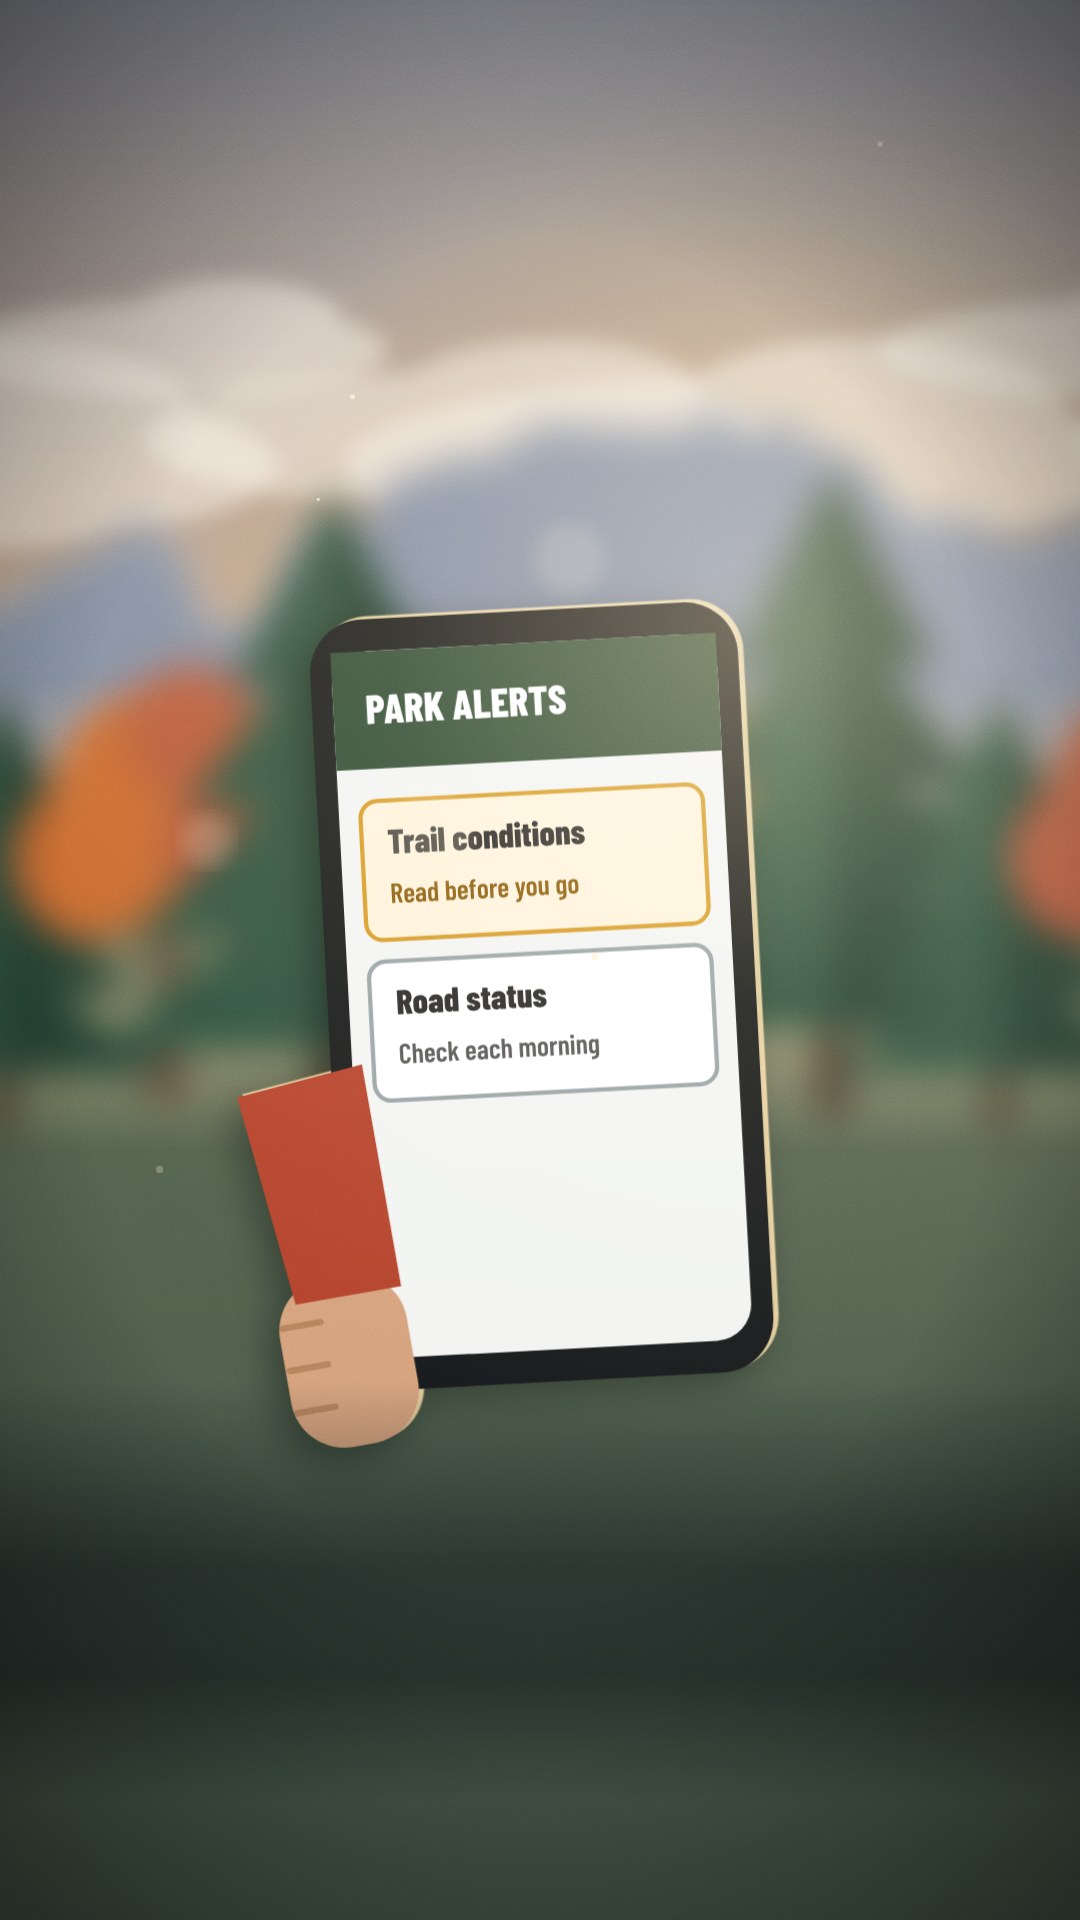 PARK ALERTS
Trail conditions
Read before you go
Road status
Check each morning